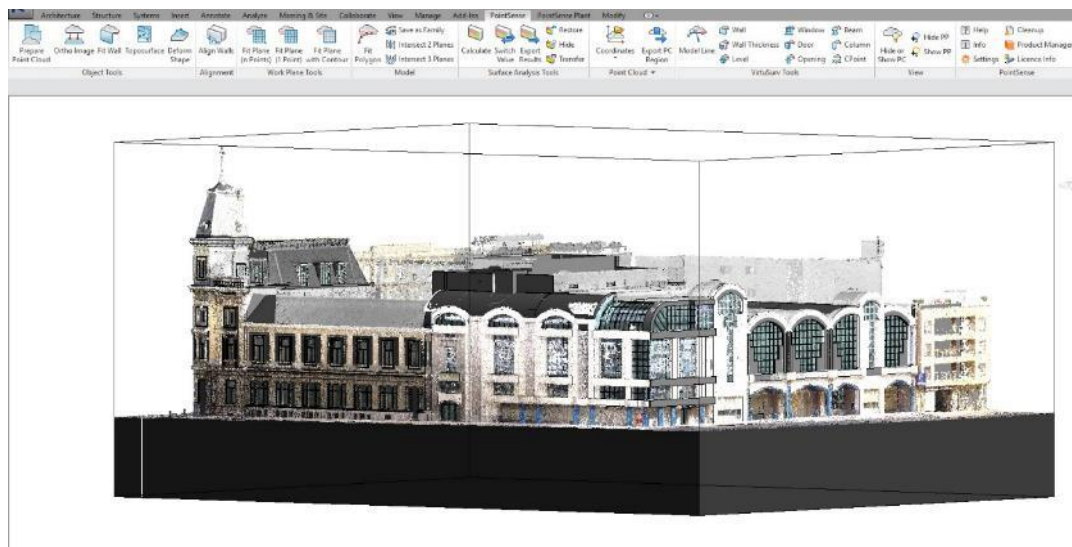 Architecture Structure Systems Insert Annotate Analyze Massing & Site Collaborate View Manage Add-Ins PointSense PointSense Plant Modify
Prepare Point Cloud Ortho Image Fit Wall Toposurface Deform Shape
Object Tools
Align Walls
Alignment
Fit Plane (n Points) Fit Plane (1 Point) Fit Plane with Contour
Work Plane Tools
Fit Polygon
Save as Family
Intersect 2 Planes
Intersect 3 Planes
Model
Calculate Switch Value Export Results
Restore
Hide
Transfer
Surface Analysis Tools
Coordinates Export PC Region
Point Cloud
Model Line
Wall
Wall Thickness
Level
Window
Door
Opening
Beam
Column
CPoint
VirtuSurv Tools
Hide or Show PC
Hide PP
Show PP
View
Help
Info
Settings
Cleanup
Product Manager
Licence Info
PointSense